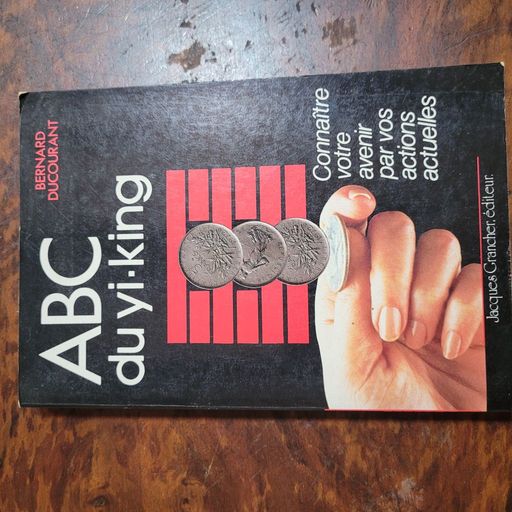 BERNARD
DUCOURANT
ABC
du yi-king
Connaître
votre
avenir
par vos
actions
actuelles
Jacques Grancher, éditeur.